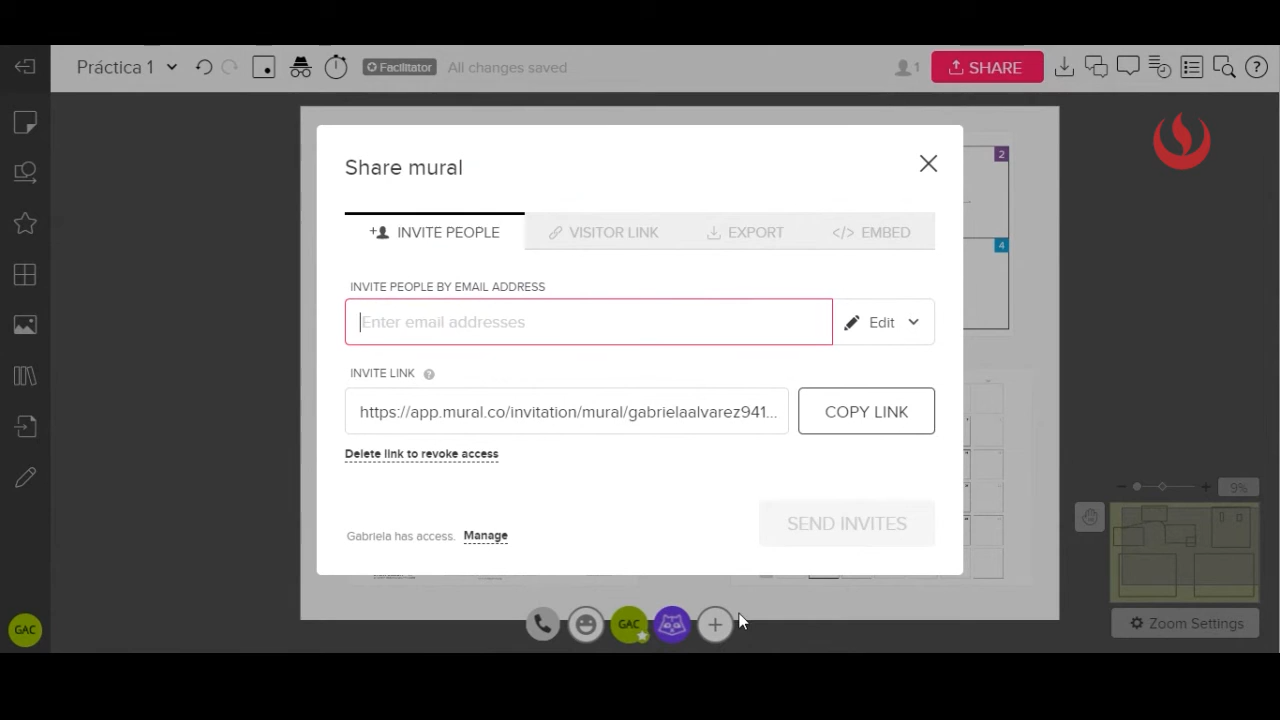 Práctica 1
Facilitator
All changes saved
1
SHARE
?
2
4
Share mural
INVITE PEOPLE
VISITOR LINK
EXPORT
</> EMBED
INVITE PEOPLE BY EMAIL ADDRESS
Enter email addresses
Edit
INVITE LINK ?
https://app.mural.co/invitation/mural/gabrielaalvarez941...
COPY LINK
Delete link to revoke access
Gabriela has access. Manage
SEND INVITES
9%
Zoom Settings
GAC
GAC